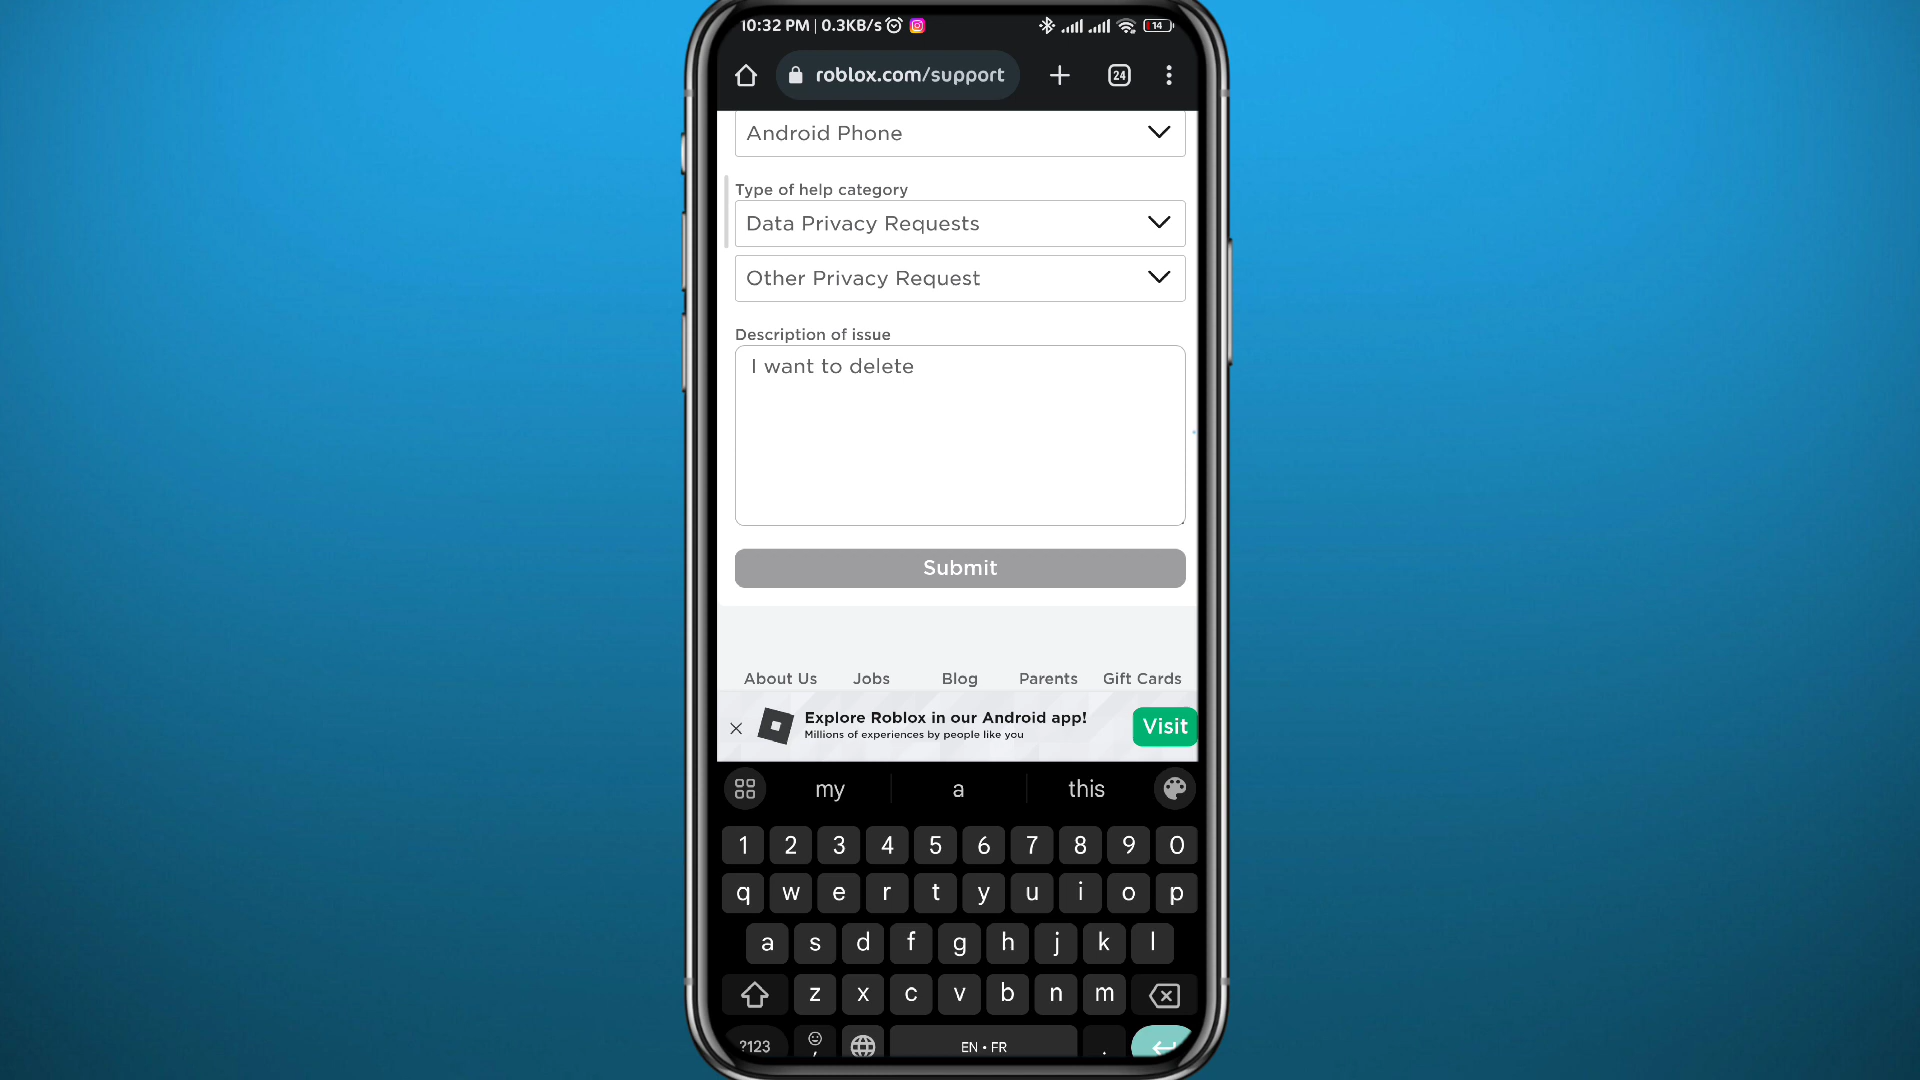 10:32 PM | 0.3KB/s 14
roblox.com/support 24
Android Phone
Type of help category
Data Privacy Requests
Other Privacy Request
Description of issue
I want to delete
Submit
About Us Jobs Blog Parents Gift Cards
Explore Roblox in our Android app!
Millions of experiences by people like you
Visit
my a this
1 2 3 4 5 6 7 8 9 0
q w e r t y u i o p
a s d f g h j k l
z x c v b n m
?123 , EN • FR .